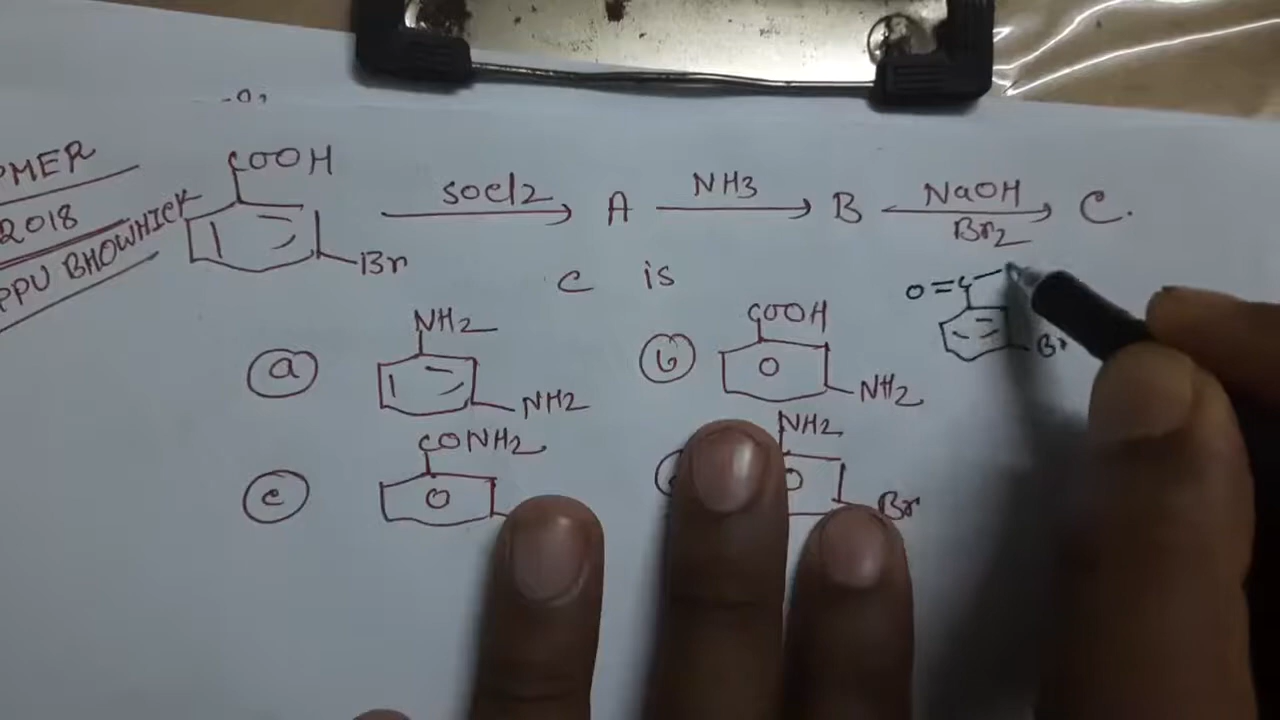 PMER
2018
PPU BHOWMICK
COOH
Br
SOCl2 A NH3 B NaOH C.
Br2
C is
O=C
Br
a NH2
NH2
b COOH
NH2
c CONH2
NH2
Br